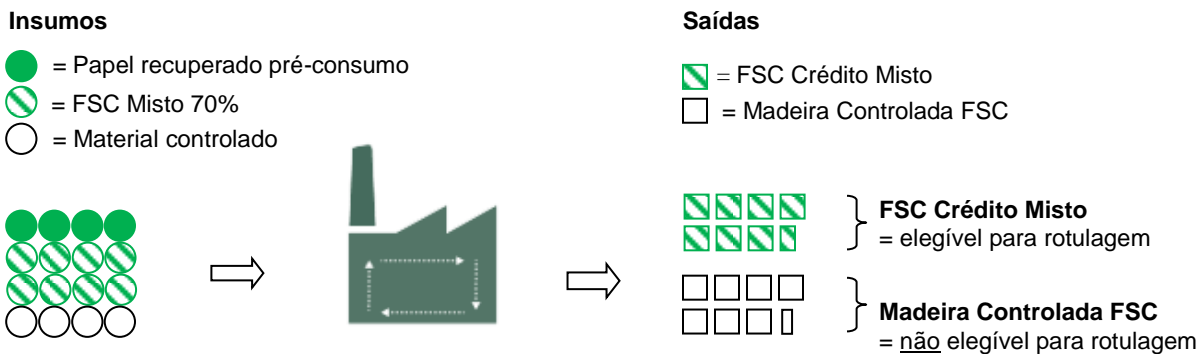 Insumos
= Papel recuperado pré-consumo
= FSC Misto 70%
= Material controlado
Saídas
= FSC Crédito Misto
= Madeira Controlada FSC
FSC Crédito Misto
= elegível para rotulagem
Madeira Controlada FSC
= não elegível para rotulagem